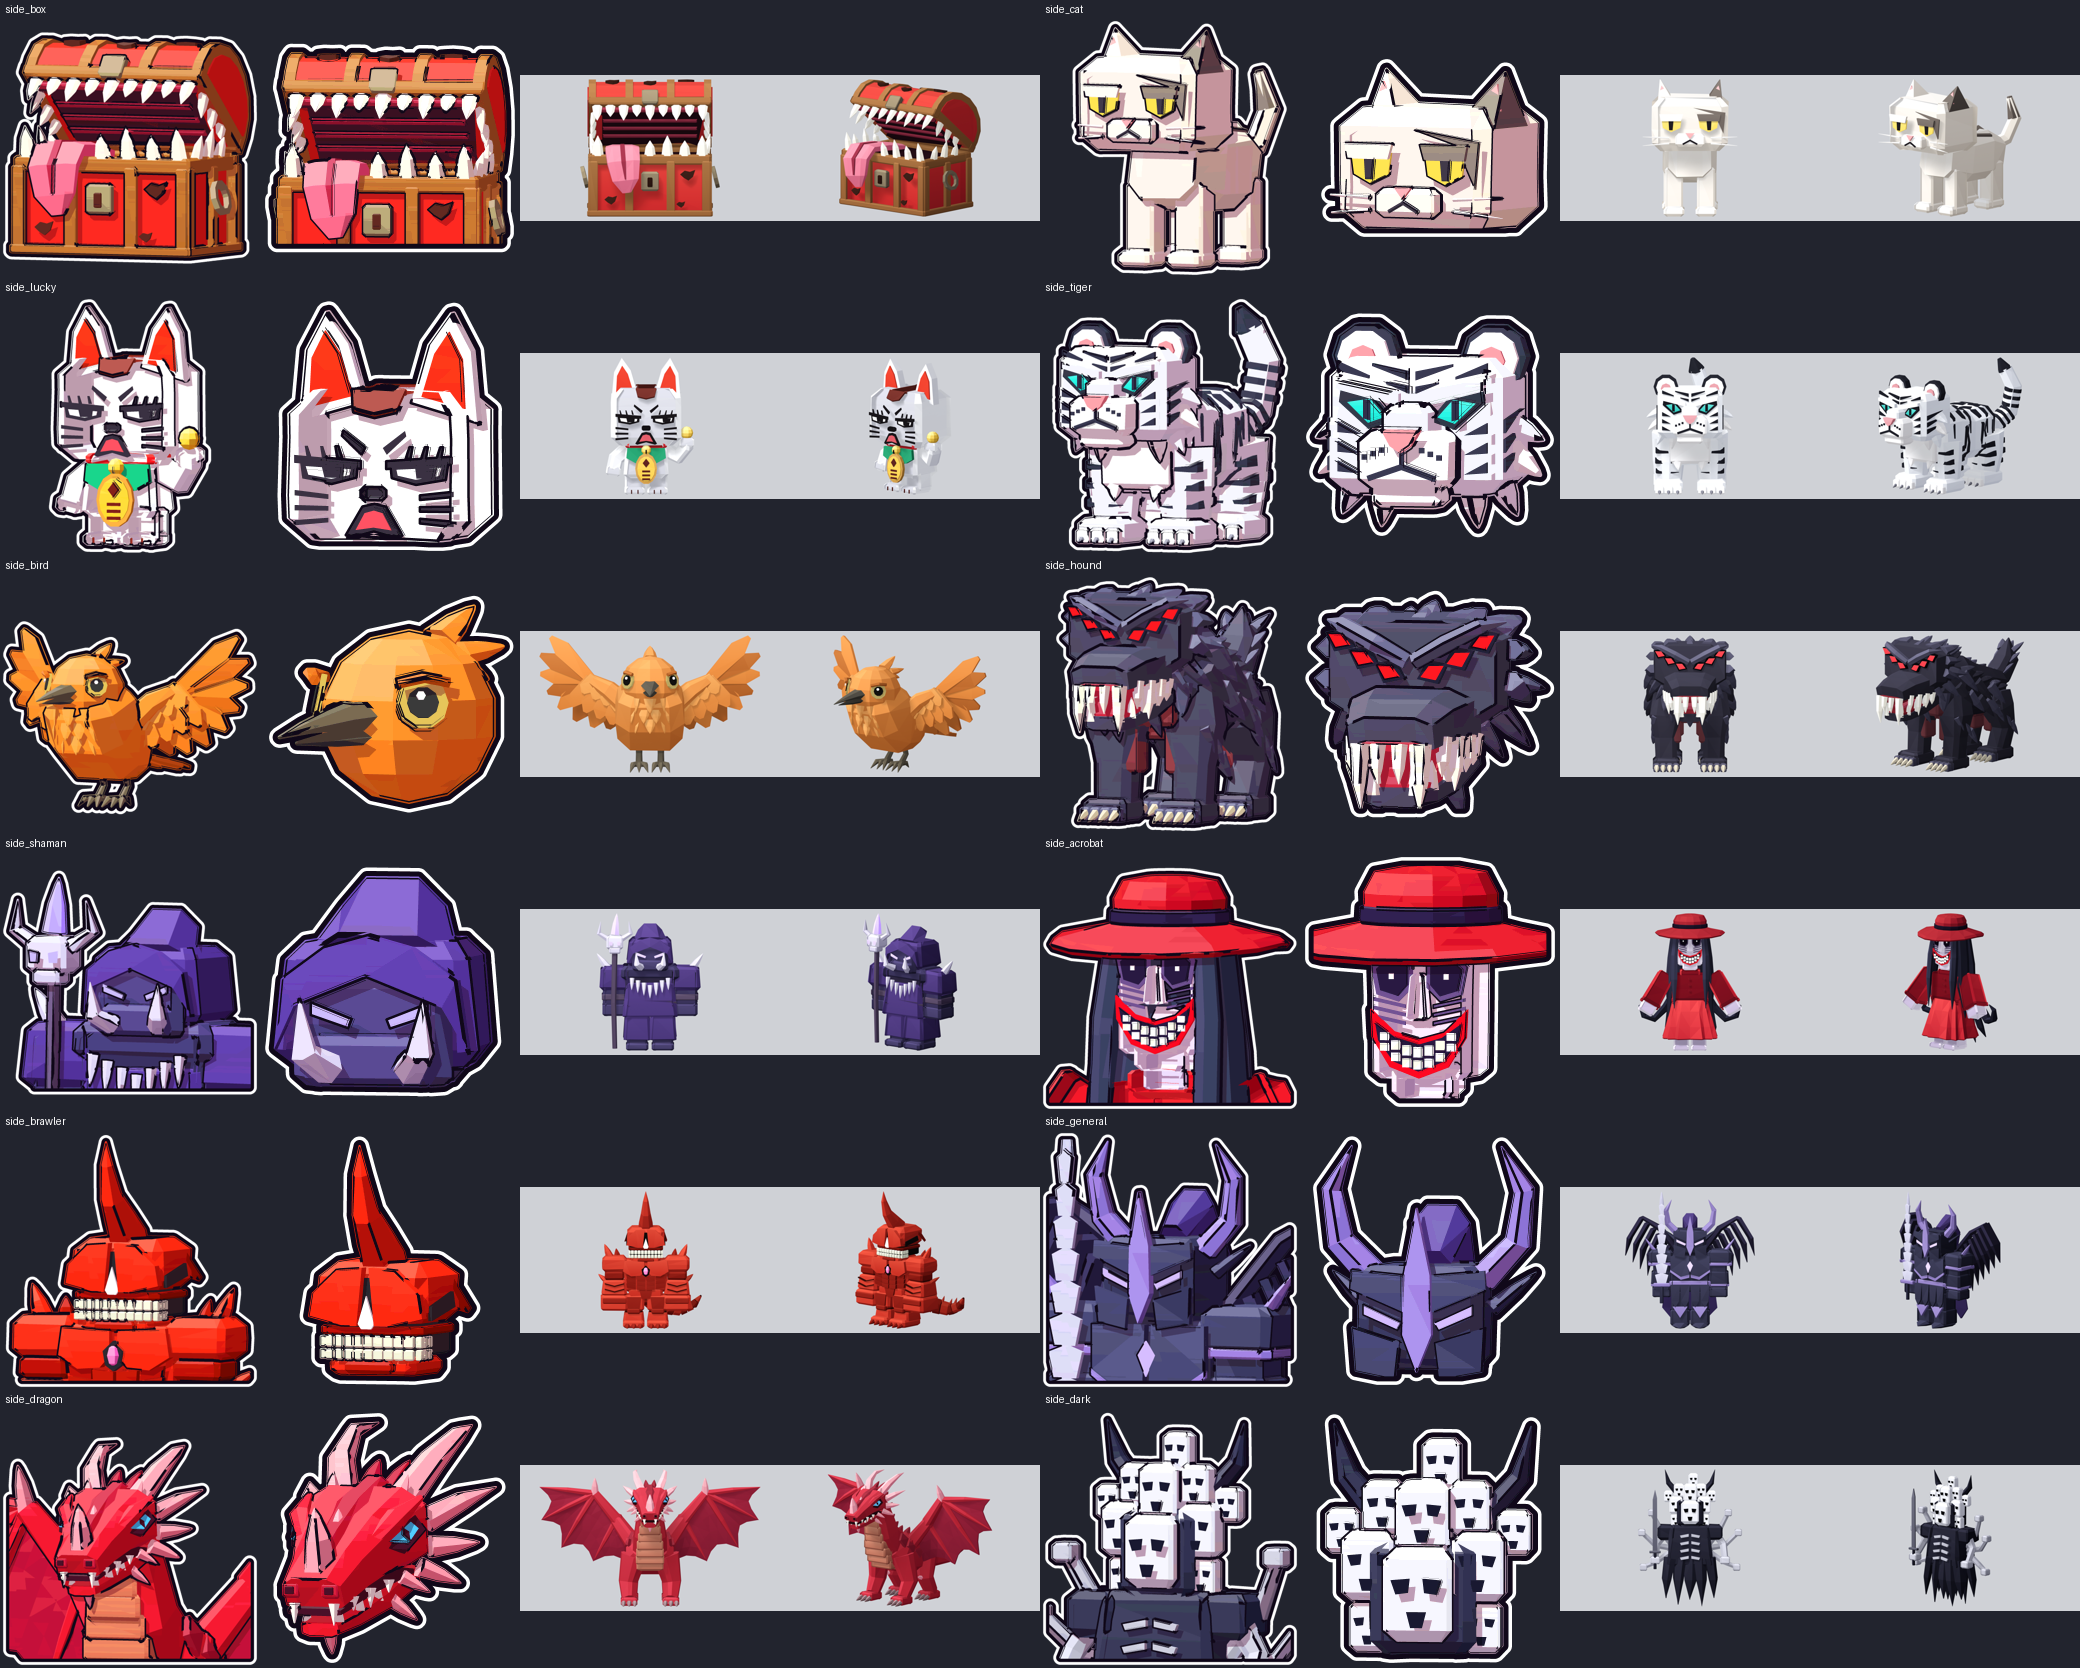 side_box
side_cat
side_lucky
side_tiger
side_bird
side_hound
side_shaman
side_acrobat
side_brawler
side_general
side_dragon
side_dark